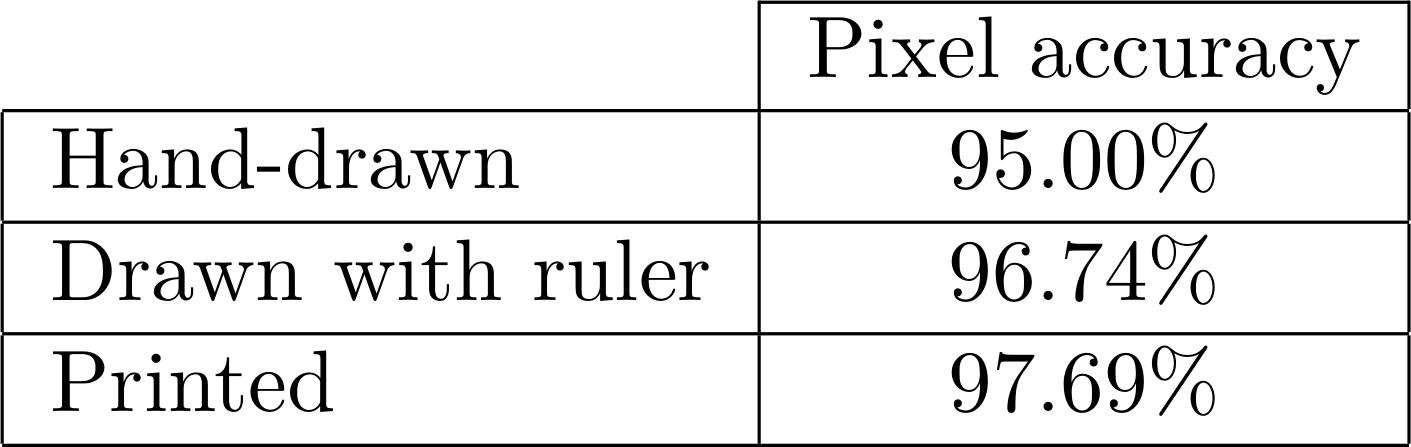 Pixel accuracy
Hand-drawn 95.00%
Drawn with ruler 96.74%
Printed 97.69%